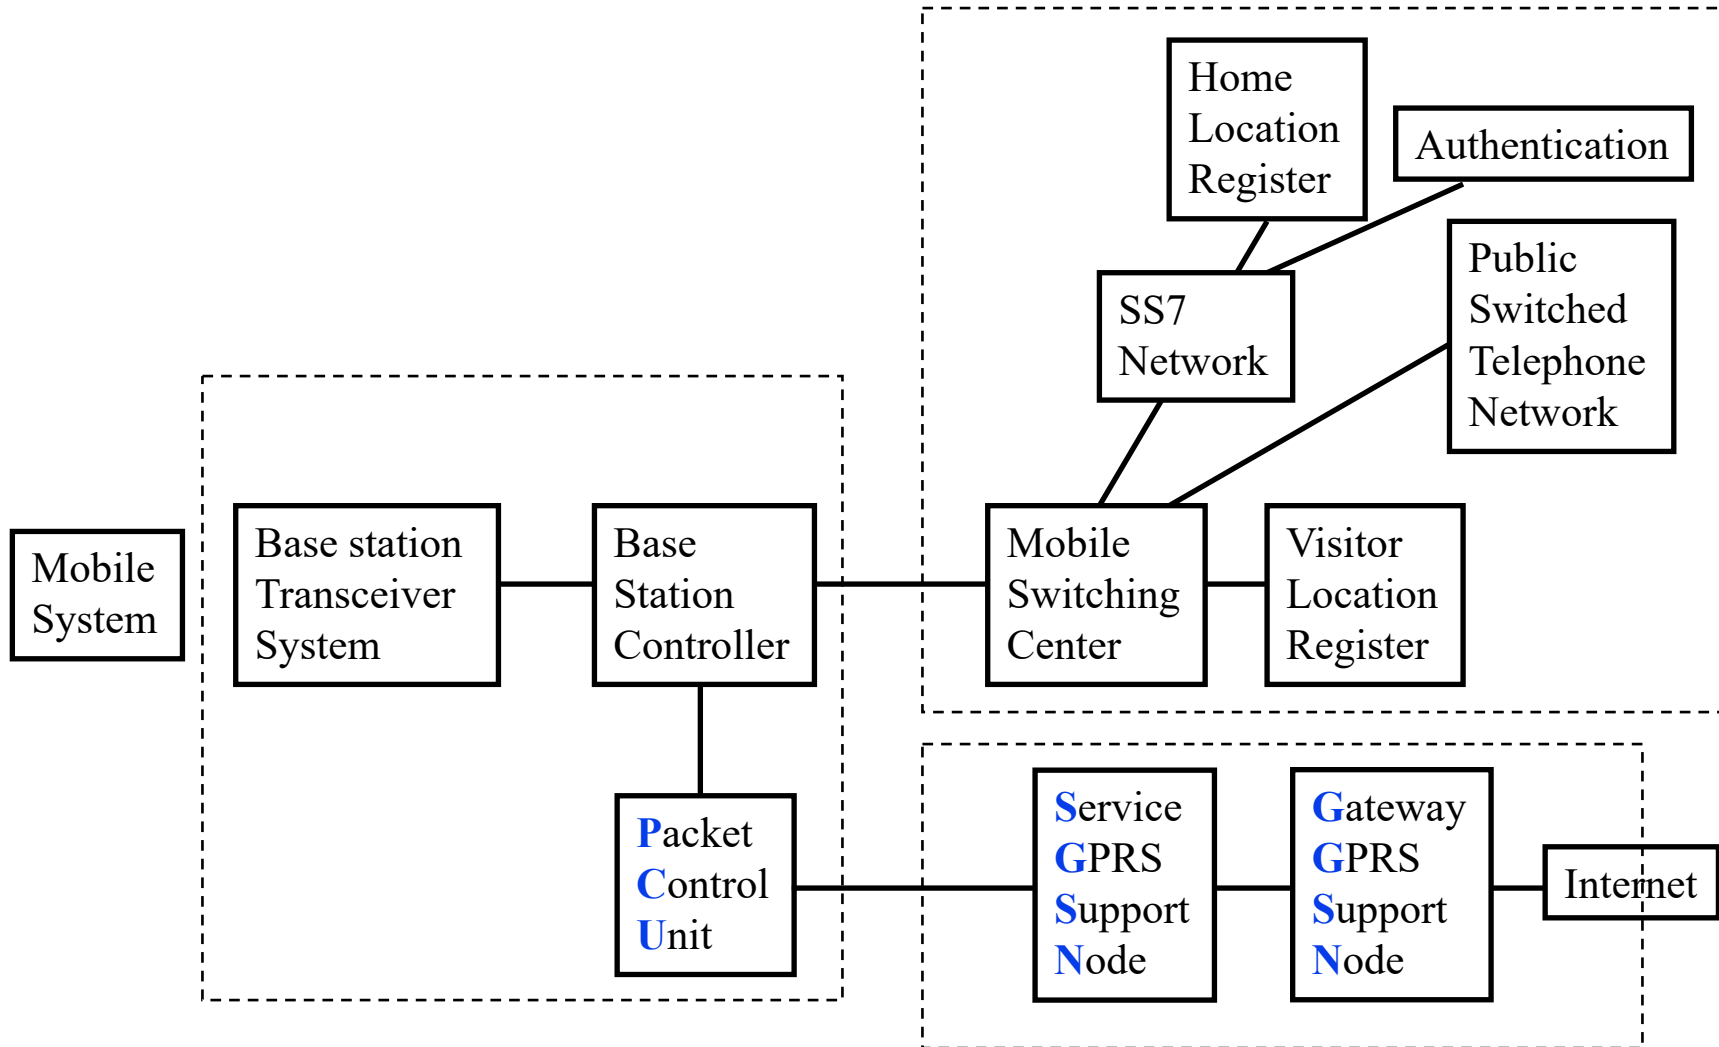 Home
Location
Register
Authentication
Public
Switched
Telephone
Network
SS7
Network
Mobile
System
Base station
Transceiver
System
Base
Station
Controller
Mobile
Switching
Center
Visitor
Location
Register
Packet
Control
Unit
Service
GPRS
Support
Node
Gateway
GPRS
Support
Node
Internet